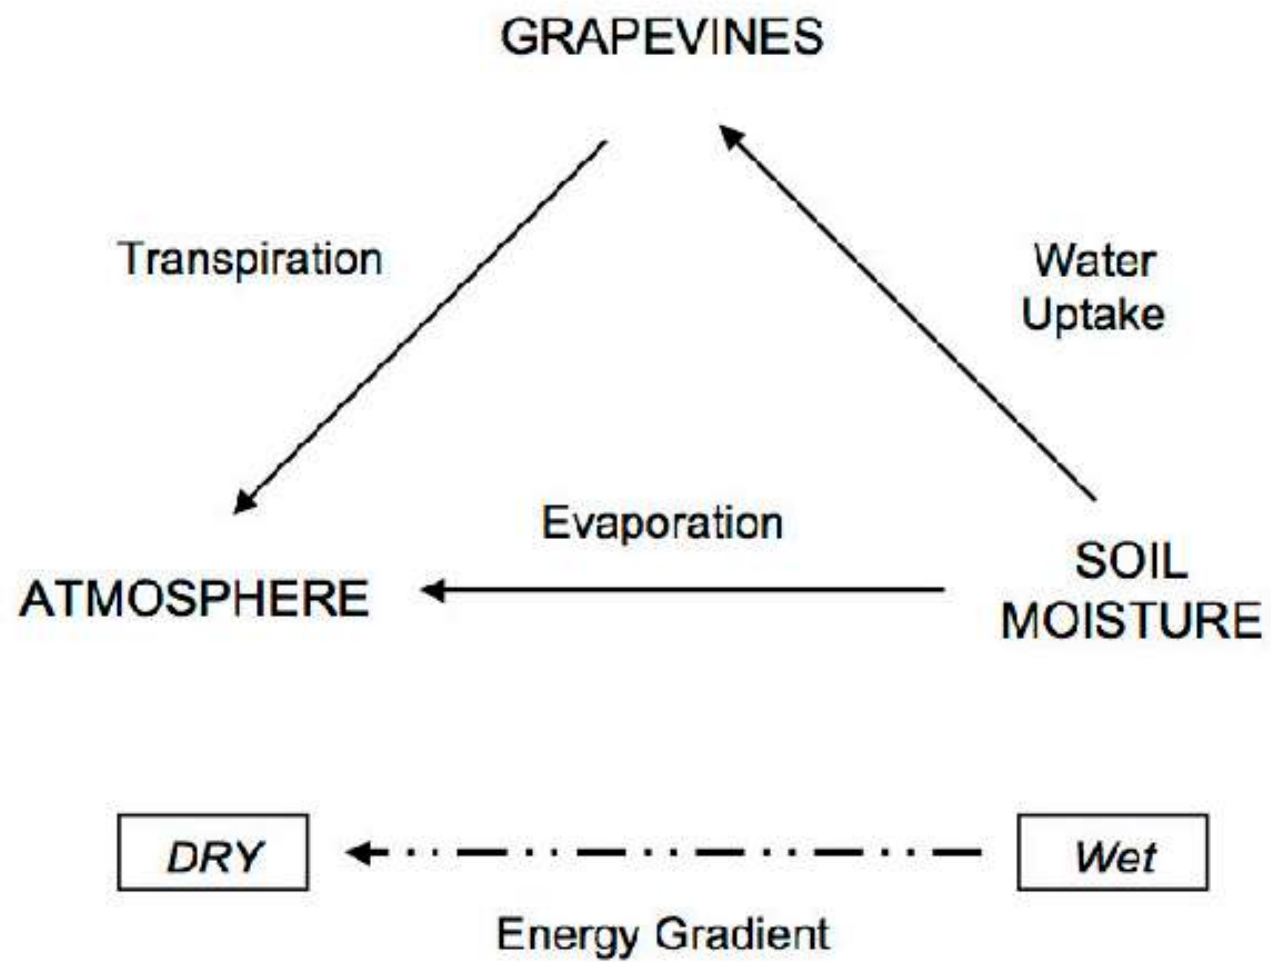 GRAPEVINES
Transpiration
Water
Uptake
Evaporation
ATMOSPHERE
SOIL
MOISTURE
DRY
Wet
Energy Gradient